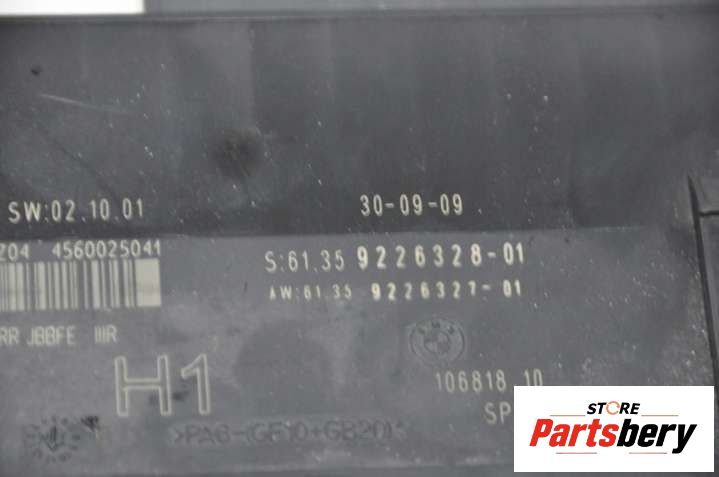 SW:02.10.01
30-09-09
204 4560025041
S:61.35 9226328-01
AW:61.35 9226327-01
RR JBBFE IIIR
H1
106818 10
SP
>PA6-(GF10+GB20)<
STORE
Partsbery